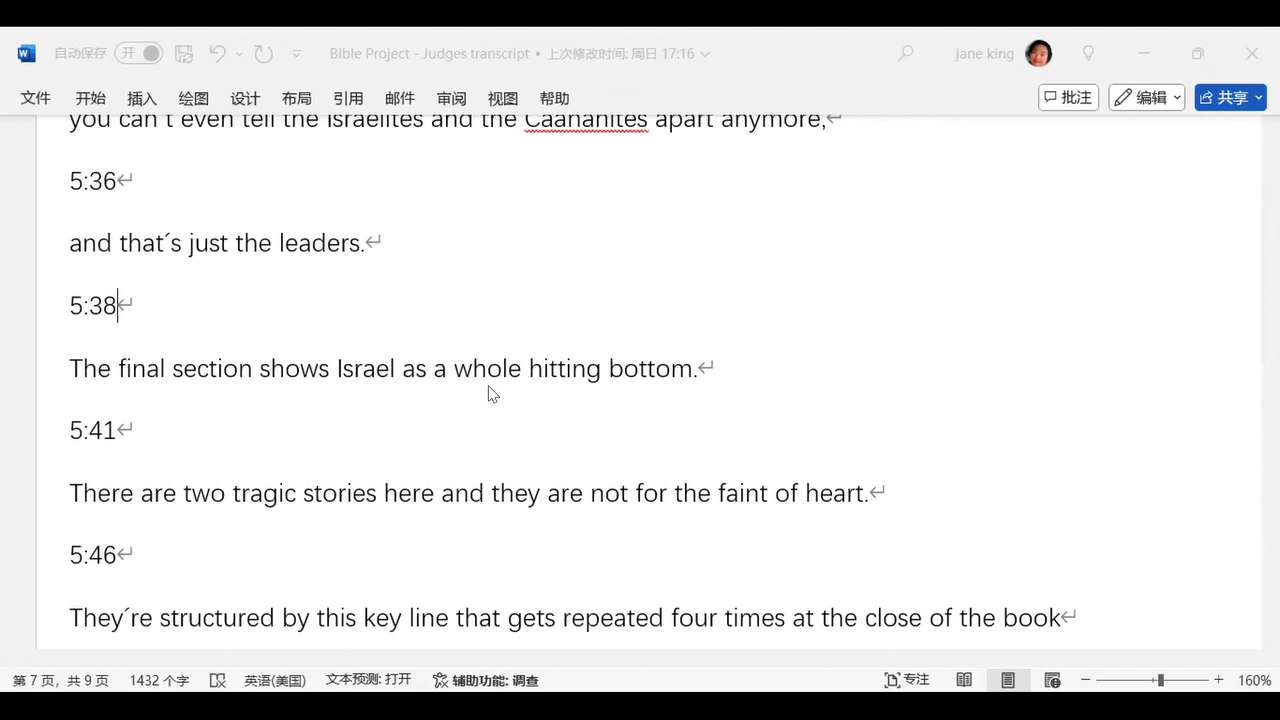 W 自动保存 开 Bible Project - Judges transcript • 上次修改时间: 周日 17:16 jane king
文件 开始 插入 绘图 设计 布局 引用 邮件 审阅 视图 帮助 批注 编辑 共享
you can´t even tell the Israelites and the Caananites apart anymore,
5:36
and that´s just the leaders.
5:38
The final section shows Israel as a whole hitting bottom.
5:41
There are two tragic stories here and they are not for the faint of heart.
5:46
They´re structured by this key line that gets repeated four times at the close of the book
第 7 页，共 9 页 1432 个字 英语(美国) 文本预测: 打开 辅助功能: 调查 专注 160%